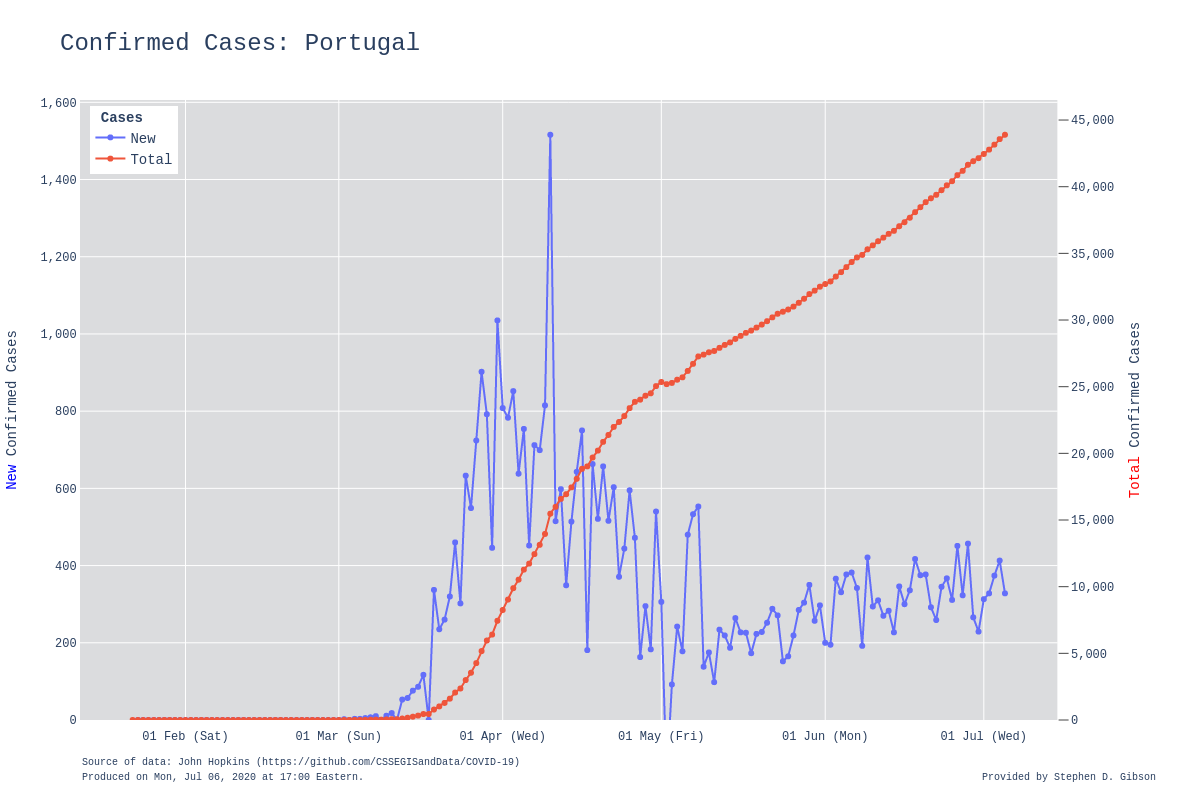 Confirmed Cases: Portugal
Cases
New
Total
1,600
1,400
1,200
1,000
800
600
400
200
0
45,000
40,000
35,000
30,000
25,000
20,000
15,000
10,000
5,000
0
New Confirmed Cases
Total Confirmed Cases
01 Feb (Sat)
01 Mar (Sun)
01 Apr (Wed)
01 May (Fri)
01 Jun (Mon)
01 Jul (Wed)
Source of data: John Hopkins (https://github.com/CSSEGISandData/COVID-19)
Produced on Mon, Jul 06, 2020 at 17:00 Eastern.
Provided by Stephen D. Gibson